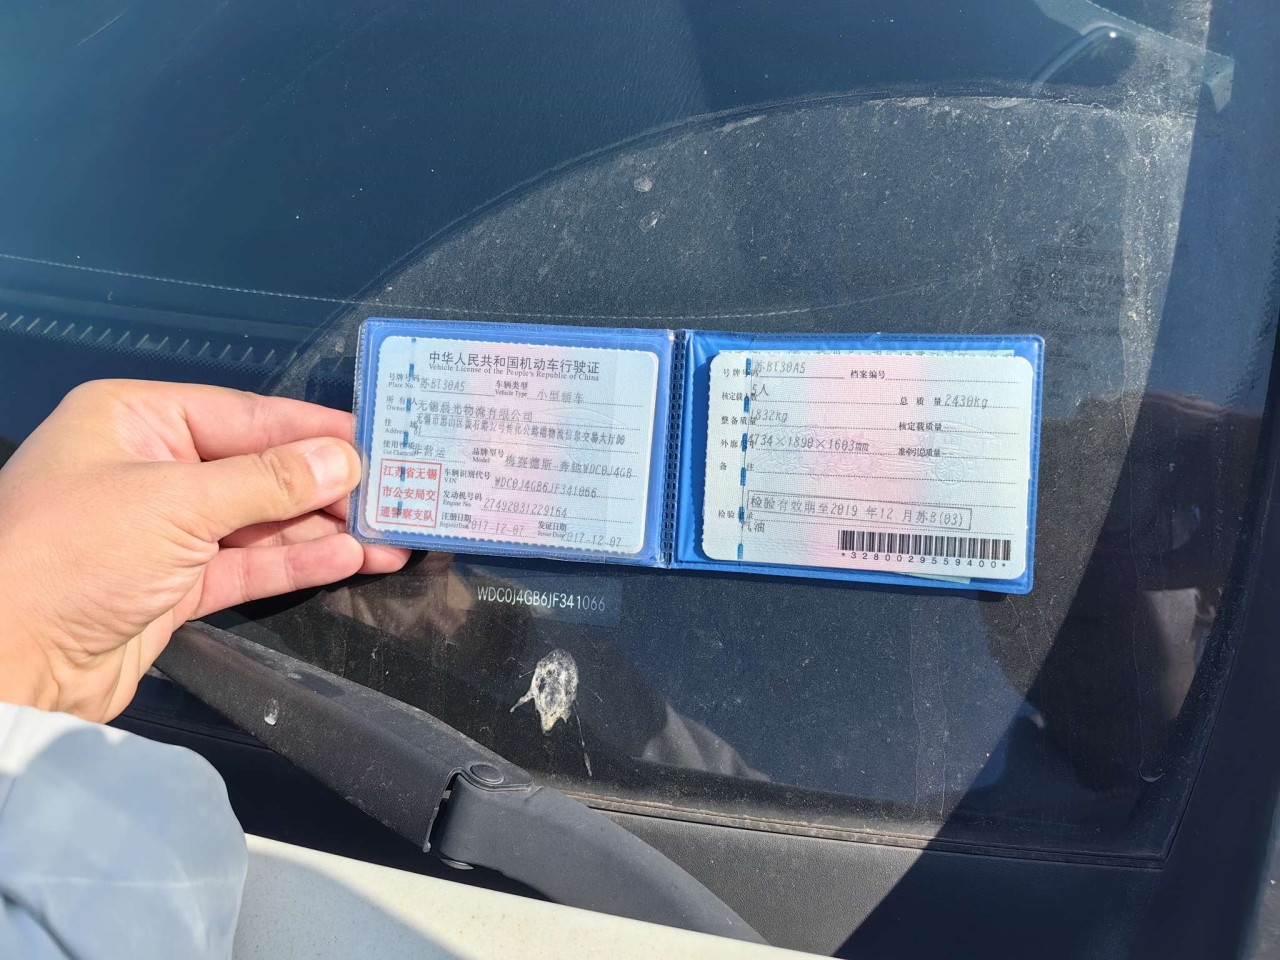 中华人民共和国机动车行驶证
Vehicle License of the People's Republic of China
号牌号码 苏BT30A5 车辆类型 小型轿车
Plate No. Vehicle Type
所有人 无锡晨光物流有限公司
Owner
住址 无锡市惠山区
Address
使用性质 非营运 品牌型号 梅赛德斯-奔驰WDC0J4GB
Use Character Model
江苏省无锡
市公安局交
通警察支队
车辆识别代号 WDC0J4GB6JF341066
VIN
发动机号码 27492031229164
Engine No.
注册日期 2017-12-07 发证日期 2017-12-07
Register Date Issue Date
号牌号码 苏BT30A5 档案编号
核定载人数 5人 总质量 2430kg
整备质量 1832kg 核定载质量
外廓尺寸 4734×1890×1603mm 准牵引总质量
备注
检验有效期至2019年12月苏B(03)
检验记录
汽油
*3280029559400*
WDC0J4GB6JF341066